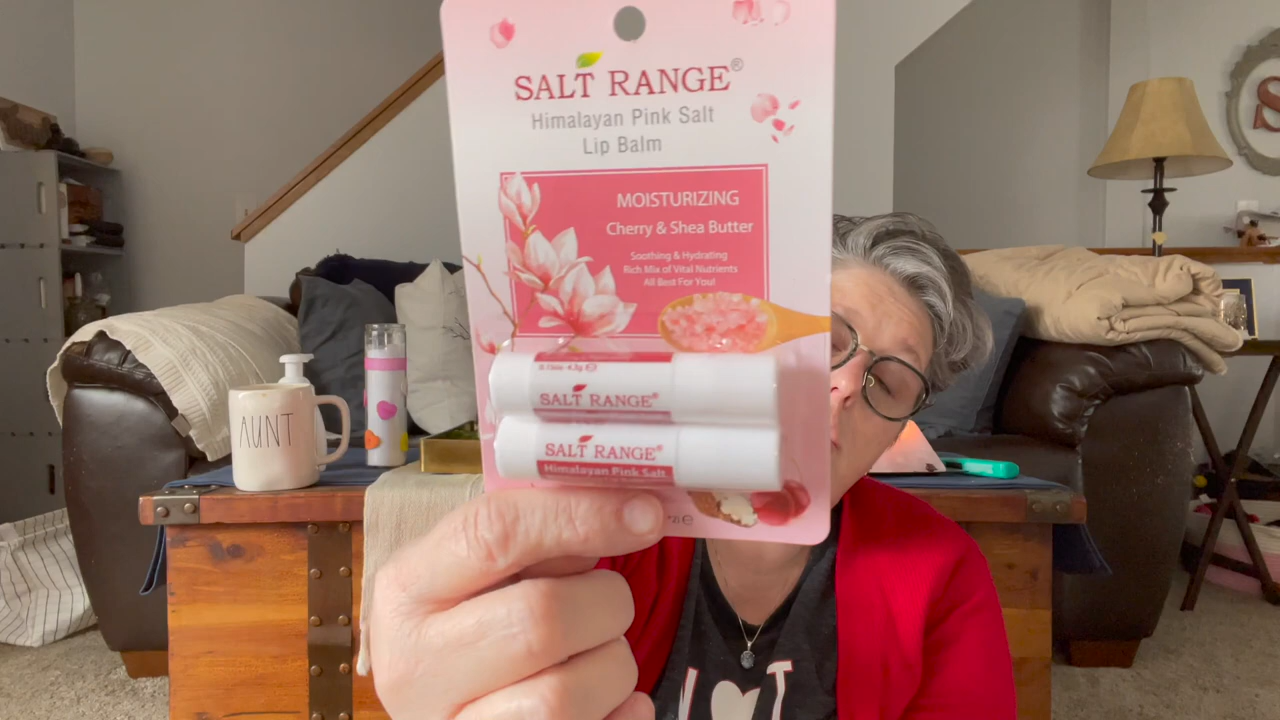 SALT RANGE®
Himalayan Pink Salt
Lip Balm
MOISTURIZING
Cherry & Shea Butter
Soothing & Hydrating
Rich Mix of Vital Nutrients
All Best For You!
SALT RANGE®
SALT RANGE®
Himalayan Pink Salt
AUNT
S